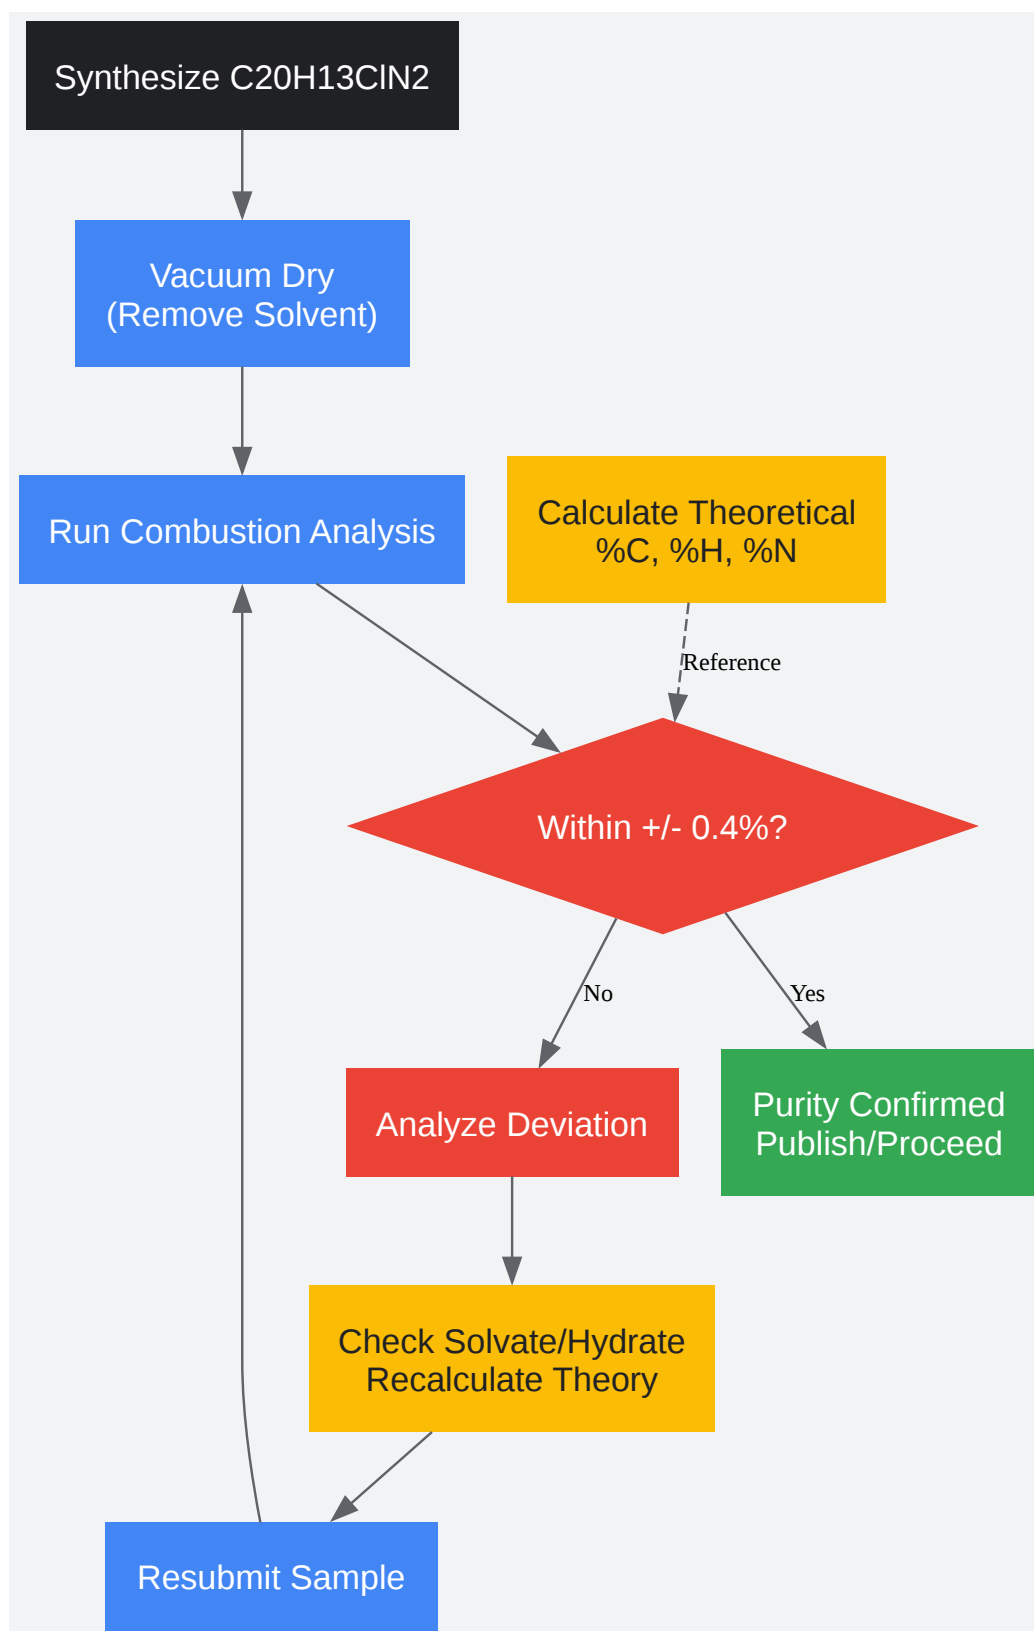 Synthesize C20H13ClN2
Vacuum Dry
(Remove Solvent)
Run Combustion Analysis
Calculate Theoretical
%C, %H, %N
Reference
Within +/- 0.4%?
No
Yes
Analyze Deviation
Purity Confirmed
Publish/Proceed
Check Solvate/Hydrate
Recalculate Theory
Resubmit Sample